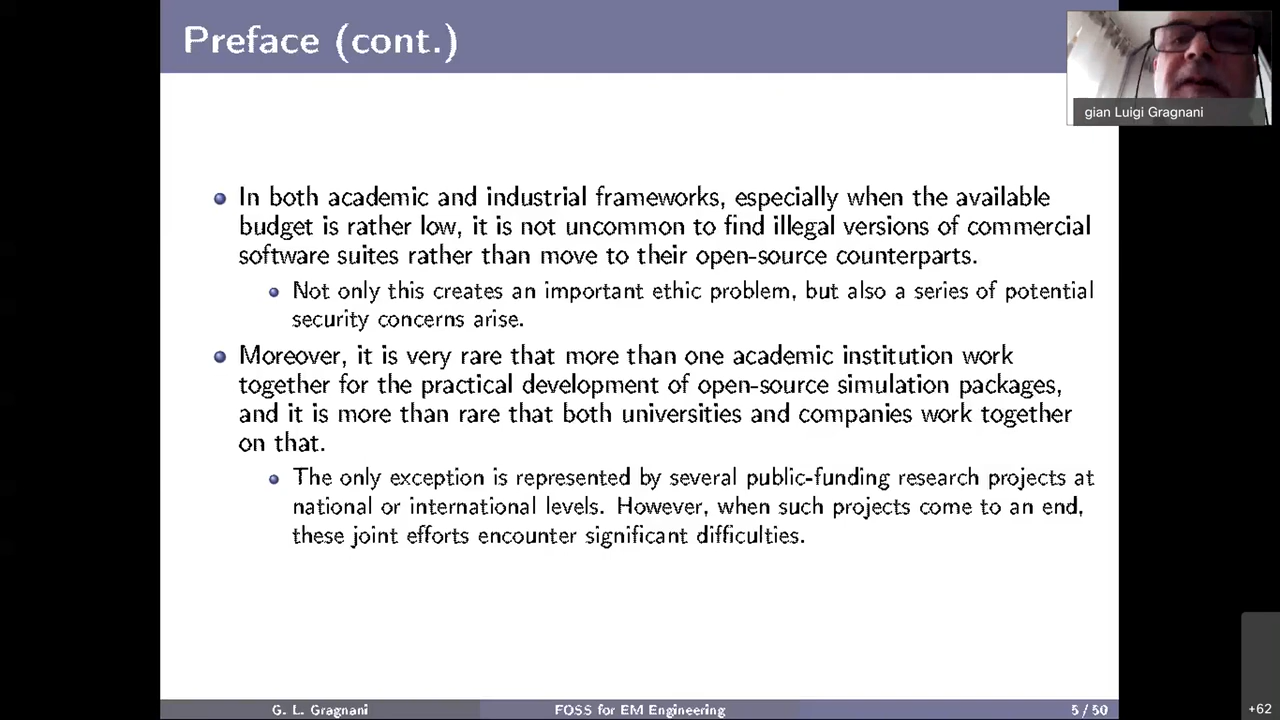 Preface (cont.)
gian Luigi Gragnani
In both academic and industrial frameworks, especially when the available
budget is rather low, it is not uncommon to find illegal versions of commercial
software suites rather than move to their open-source counterparts.
Not only this creates an important ethic problem, but also a series of potential
security concerns arise.
Moreover, it is very rare that more than one academic institution work
together for the practical development of open-source simulation packages,
and it is more than rare that both universities and companies work together
on that.
The only exception is represented by several public-funding research projects at
national or international levels. However, when such projects come to an end,
these joint efforts encounter significant difficulties.
G. L. Gragnani
FOSS for EM Engineering
5 / 50
+62